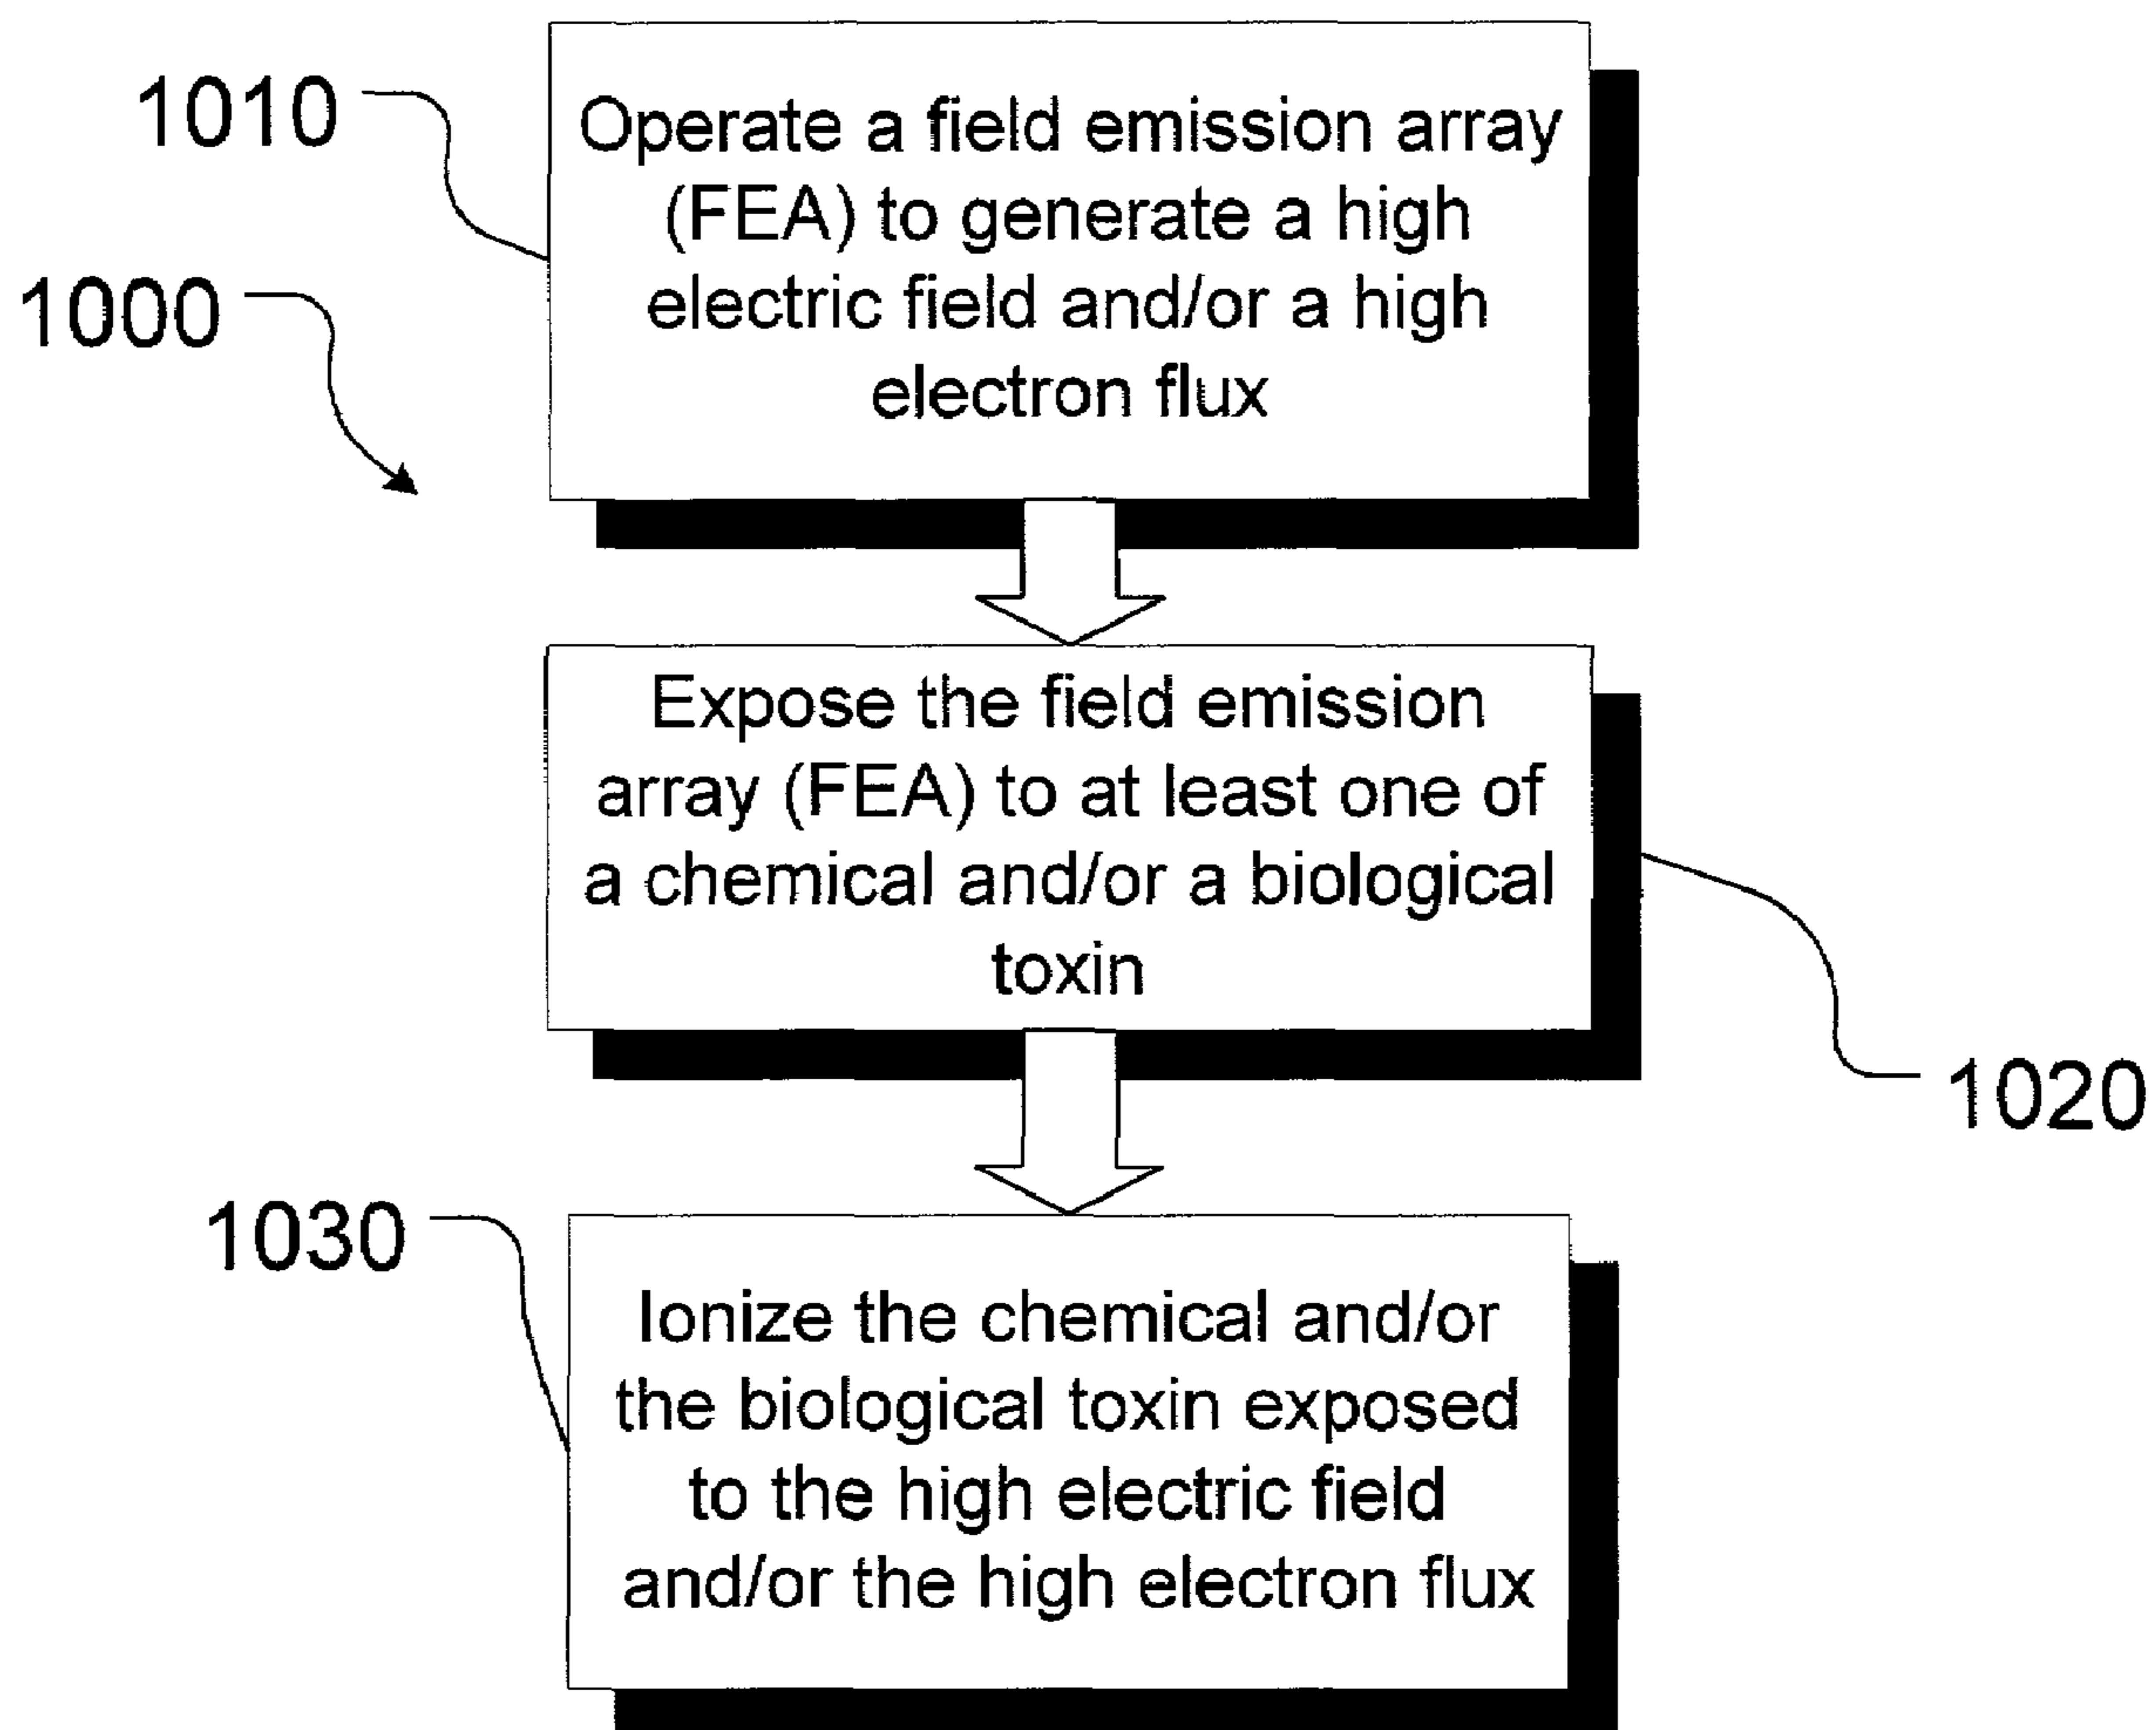 1010
Operate a field emission array
(FEA) to generate a high
electric field and/or a high
electron flux
1000
Expose the field emission
array (FEA) to at least one of
a chemical and/or a biological
toxin
1020
1030
Ionize the chemical and/or
the biological toxin exposed
to the high electric field
and/or the high electron flux